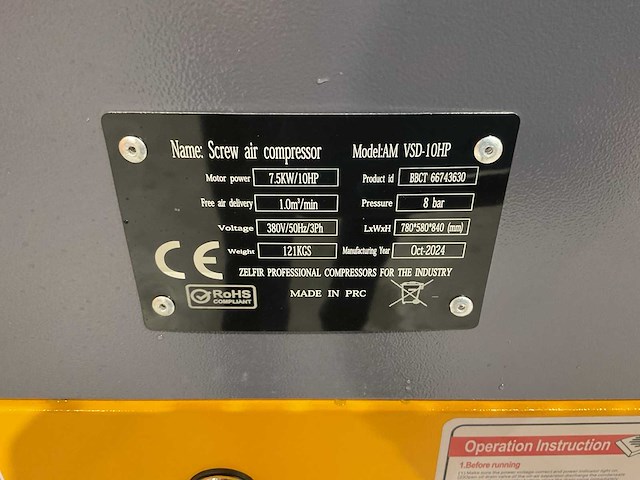 Name: Screw air compressor Model:AM VSD-10HP
Motor power 7.5KW/10HP Product id BBCT 66743630
Free air delivery 1.0m³/min Pressure 8 bar
Voltage 380V/50Hz/3Ph LxWxH 780*580*840 (mm)
Weight 121KGS Manufacturing Year Oct-2024
CE
ZELFIR PROFESSIONAL COMPRESSORS FOR THE INDUSTRY
RoHS
COMPLIANT
MADE IN PRC
Operation Instruction
1.Before running